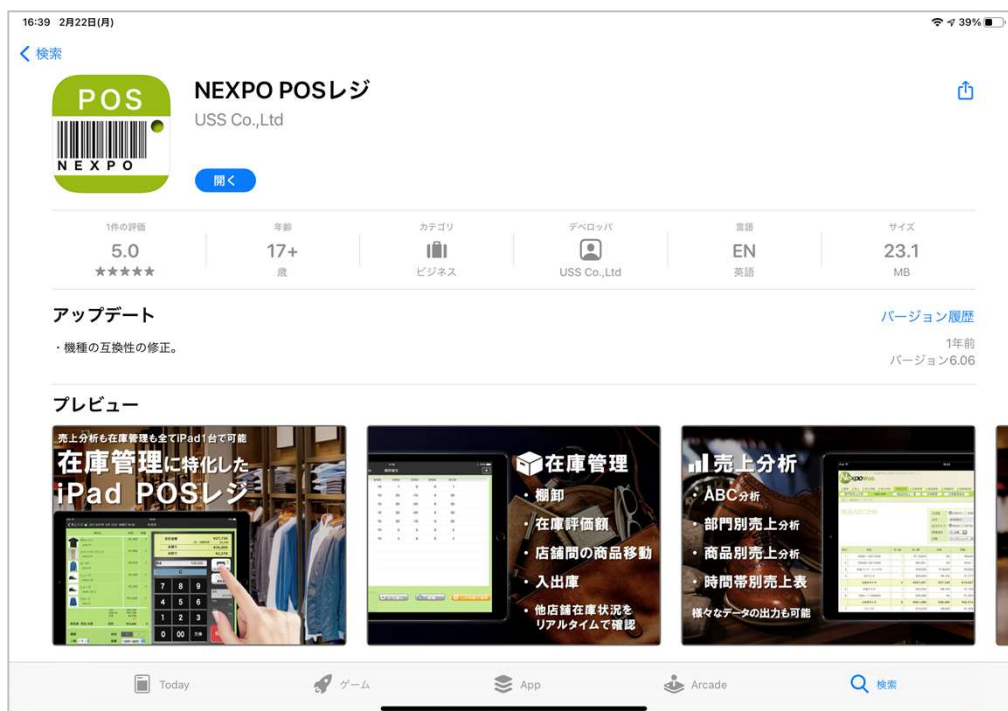 16:39 2月22日(月)
39%
検索
POS
NEXPO
NEXPO POSレジ
USS Co.,Ltd
開く
1件の評価
5.0
★★★★★
年齢
17+
歳
カテゴリ
ビジネス
デベロッパ
USS Co.,Ltd
言語
EN
英語
サイズ
23.1
MB
アップデート
バージョン履歴
・機種の互換性の修正。
1年前
バージョン6.06
プレビュー
売上分析も在庫管理も全てiPad1台で可能
在庫管理に特化した
iPad POSレジ
7 8 9
4 5 6
1 2 3
0 00
在庫管理
・棚卸
・在庫評価額
・店舗間の商品移動
・入出庫
・他店舗在庫状況を
リアルタイムで確認
売上分析
・ABC分析
・部門別売上分析
・商品別売上分析
・時間帯別売上表
様々なデータの出力も可能
Today
ゲーム
App
Arcade
検索